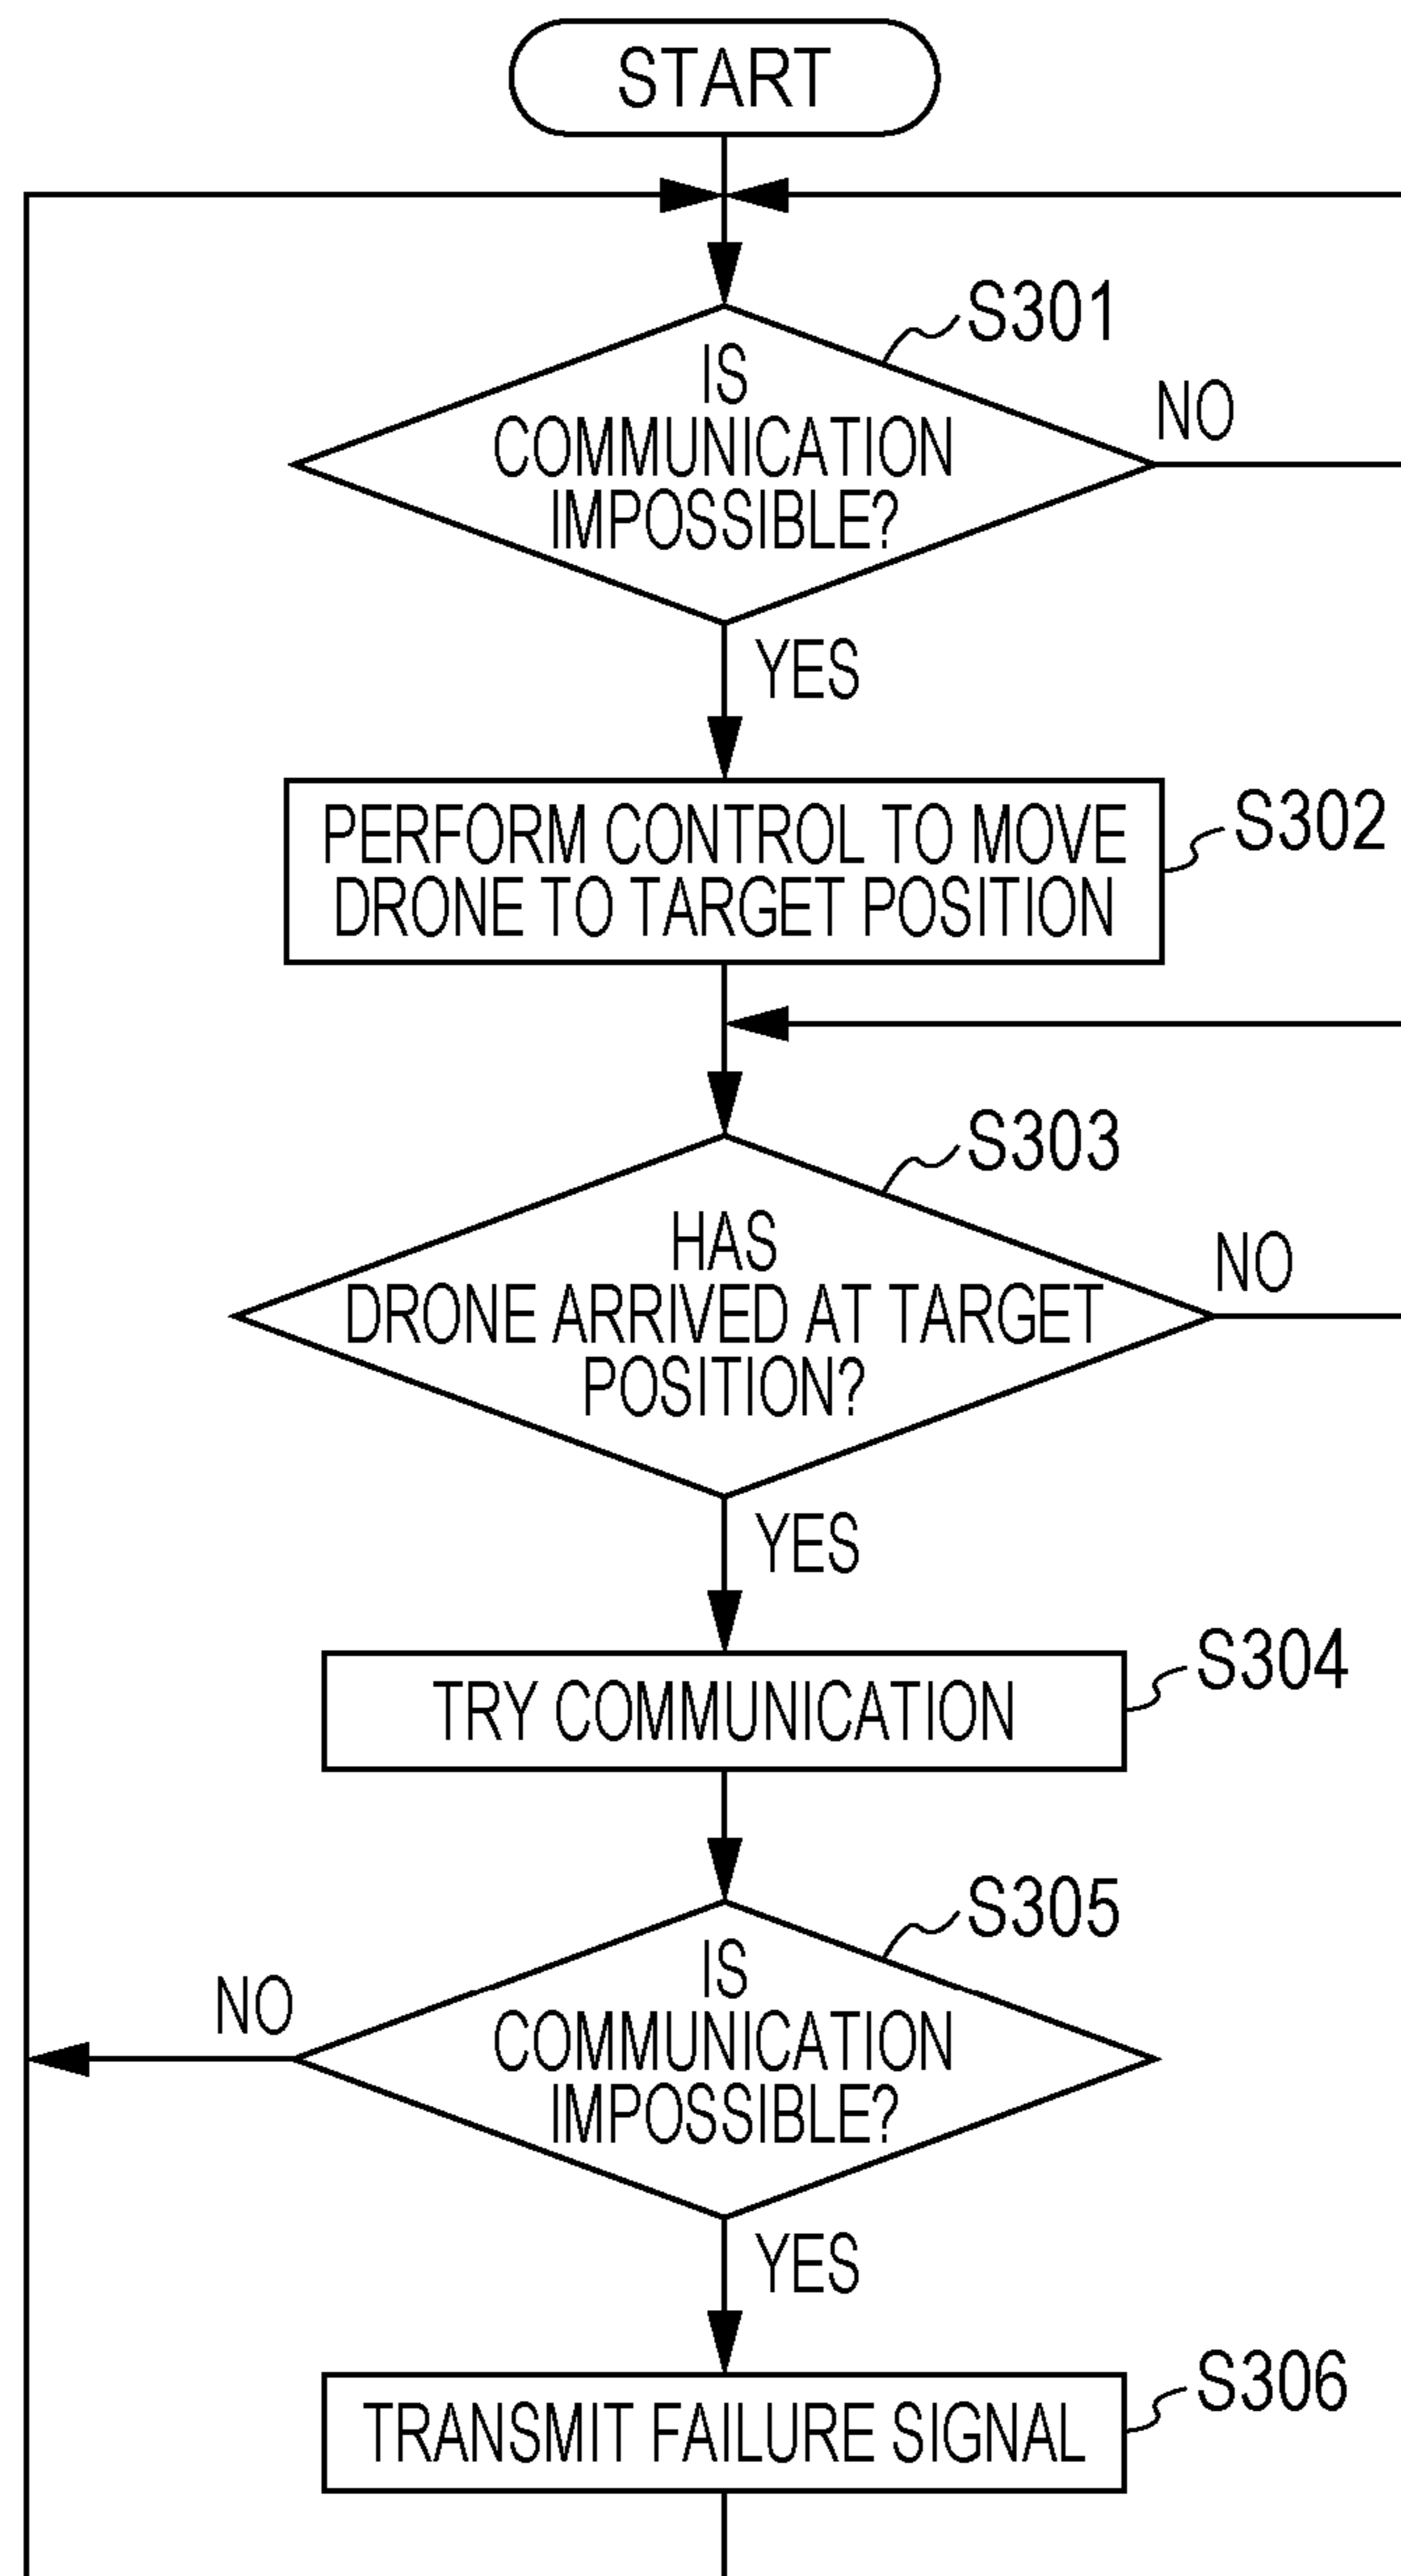 START
S301
IS
COMMUNICATION
IMPOSSIBLE?
NO
YES
PERFORM CONTROL TO MOVE
DRONE TO TARGET POSITION
S302
S303
HAS
DRONE ARRIVED AT TARGET
POSITION?
NO
YES
TRY COMMUNICATION
S304
S305
IS
COMMUNICATION
IMPOSSIBLE?
NO
YES
TRANSMIT FAILURE SIGNAL
S306